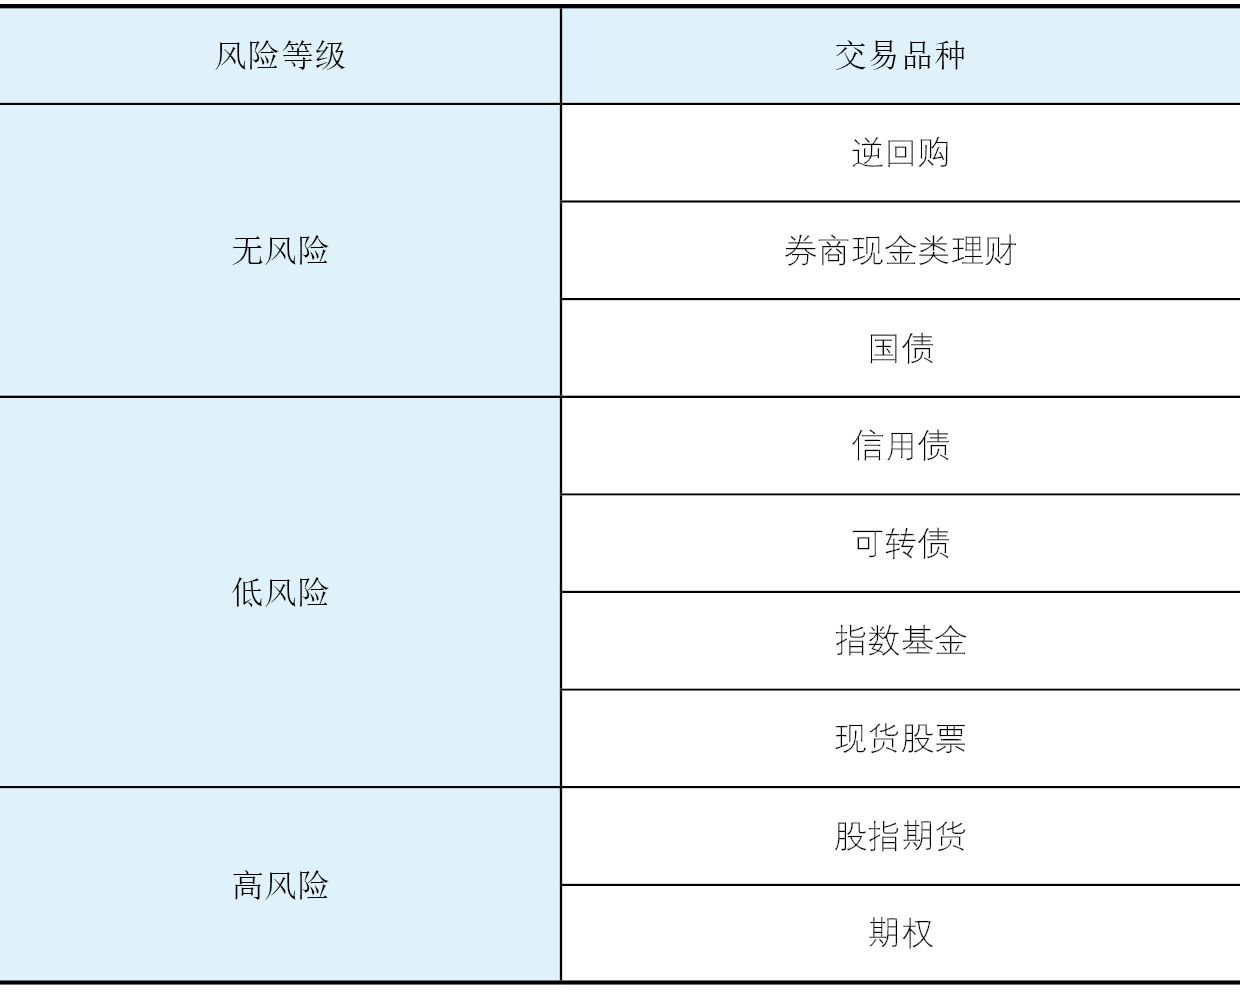 风险等级 交易品种
无风险
逆回购
券商现金类理财
国债
低风险
信用债
可转债
指数基金
现货股票
高风险
股指期货
期权